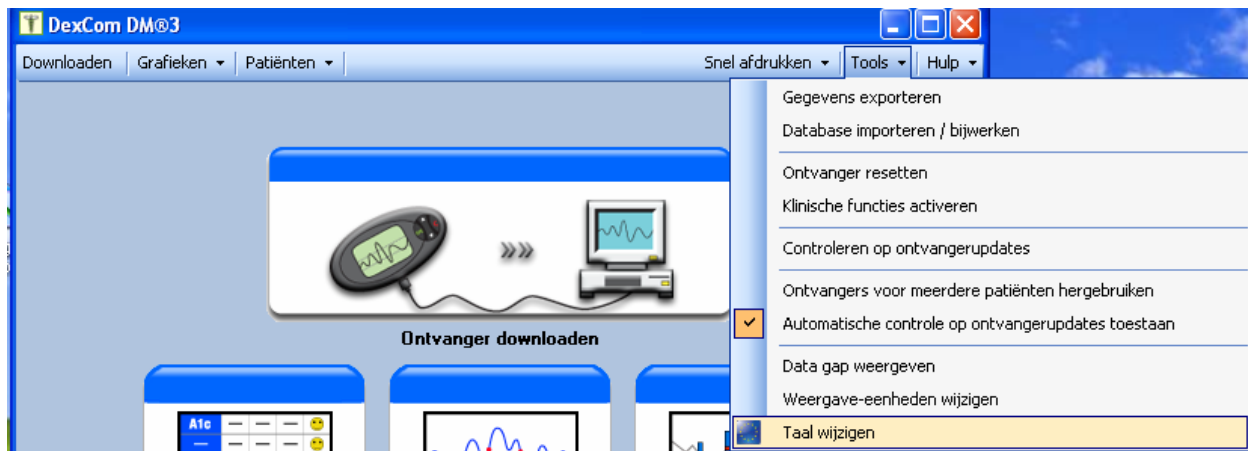 DexCom DM®3
Downloaden Grafieken Patiënten Snel afdrukken Tools Hulp
Gegevens exporteren
Database importeren / bijwerken
Ontvanger resetten
Klinische functies activeren
Controleren op ontvangerupdates
Ontvangers voor meerdere patiënten hergebruiken
Automatische controle op ontvangerupdates toestaan
Data gap weergeven
Weergave-eenheden wijzigen
Taal wijzigen
Ontvanger downloaden
A1c